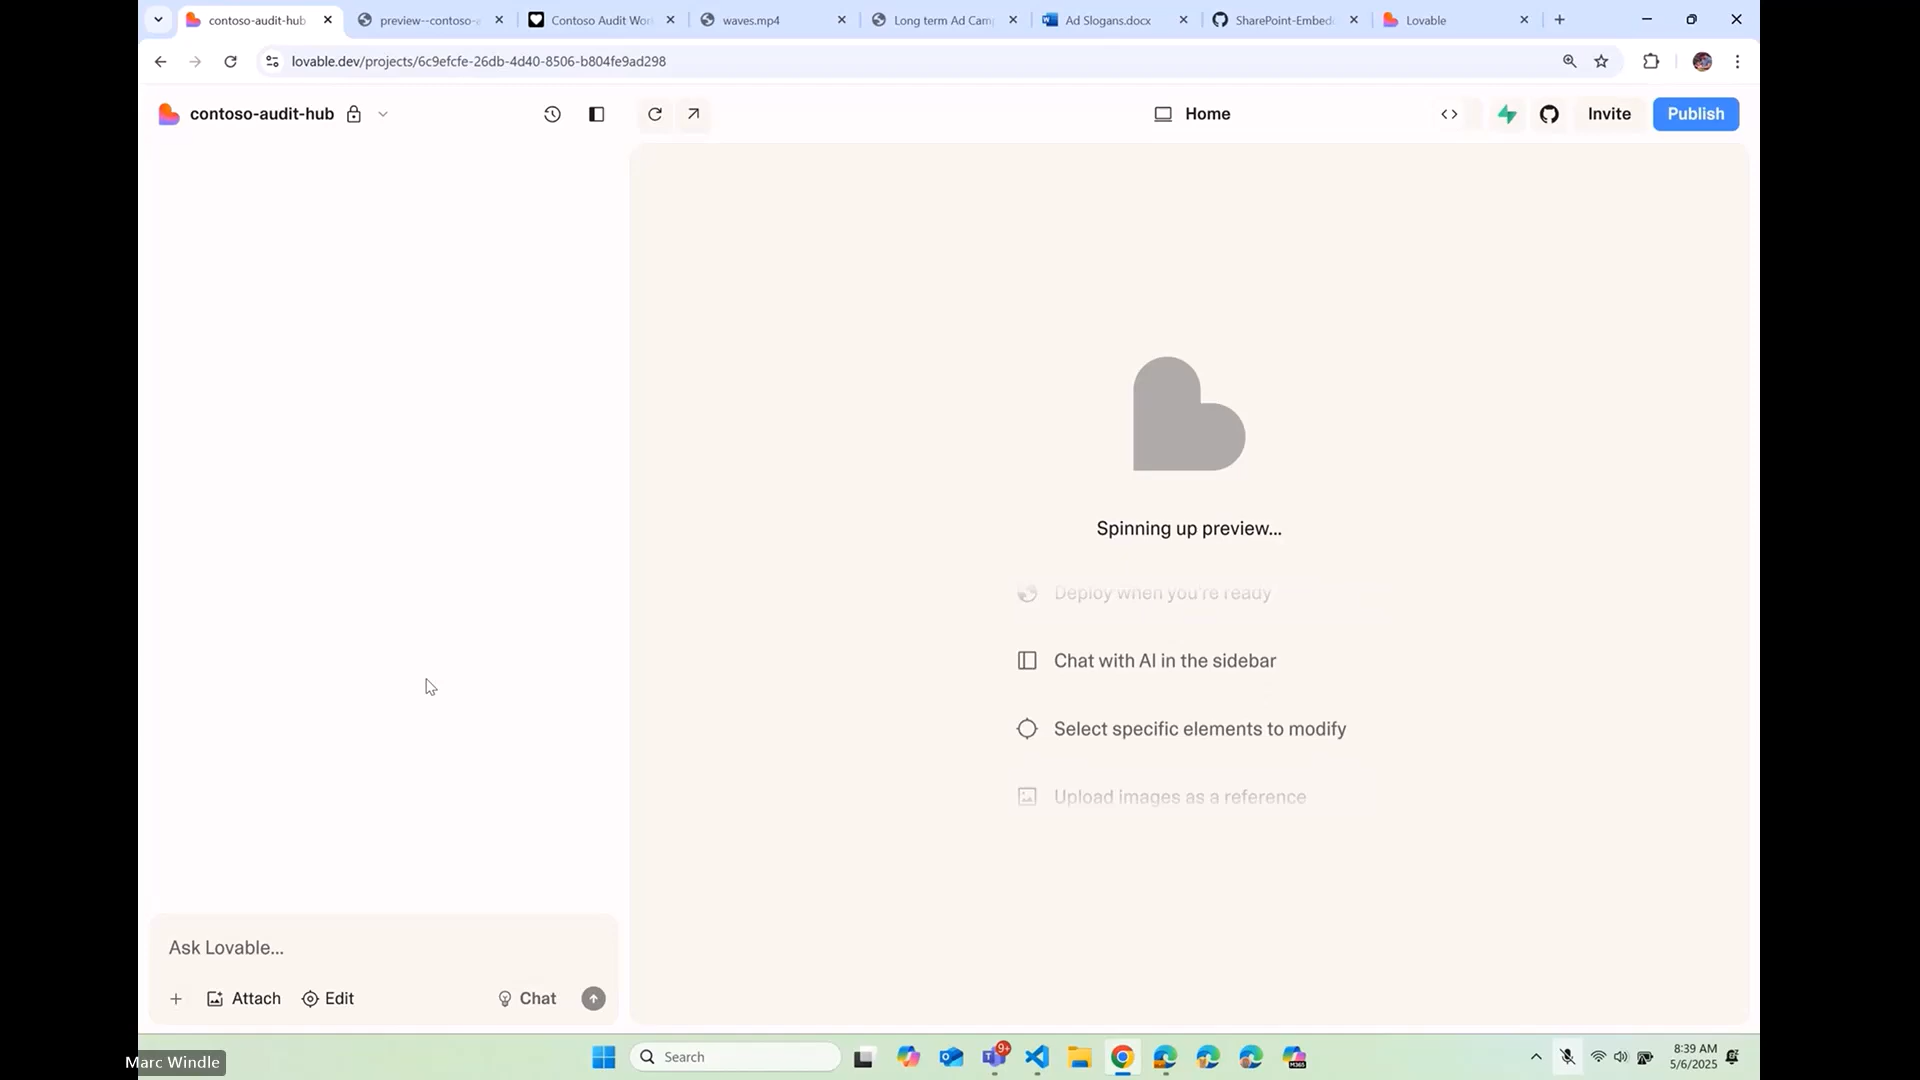 contoso-audit-hub
preview--contoso-a
Contoso Audit Wor
waves.mp4
Long term Ad Camp
Ad Slogans.docx
SharePoint-Embed
Lovable
lovable.dev/projects/6c9efcfe-26db-4d40-8506-b804fe9ad298
contoso-audit-hub
Home
Invite
Publish
Spinning up preview...
Deploy when you're ready
Chat with AI in the sidebar
Select specific elements to modify
Upload images as a reference
Ask Lovable...
Attach
Edit
Chat
Search
9+
M365
8:39 AM
5/6/2025
Marc Windle